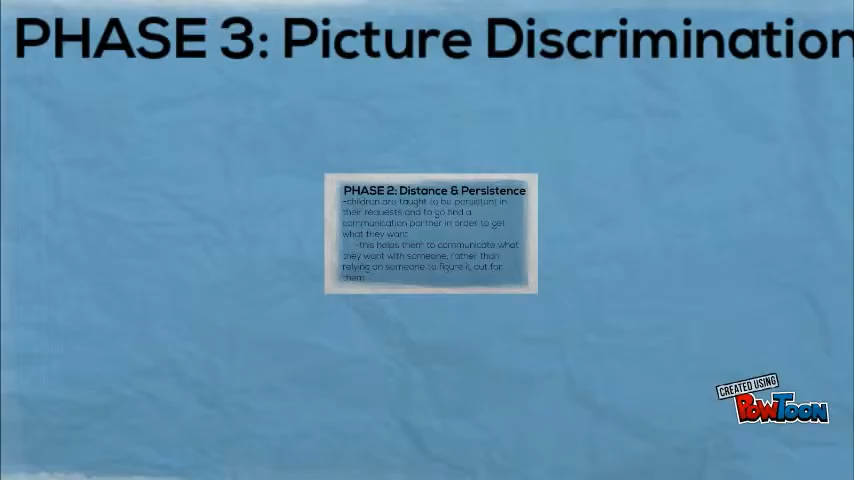 PHASE 3: Picture Discrimination
PHASE 2: Distance & Persistence
-children are taught to be persistent in
their requests and to go find a
communication partner in order to get
what they want
-this helps them to communicate what
they want with someone, rather than
relying on someone to figure it out for
them
CREATED USING
POWTOON